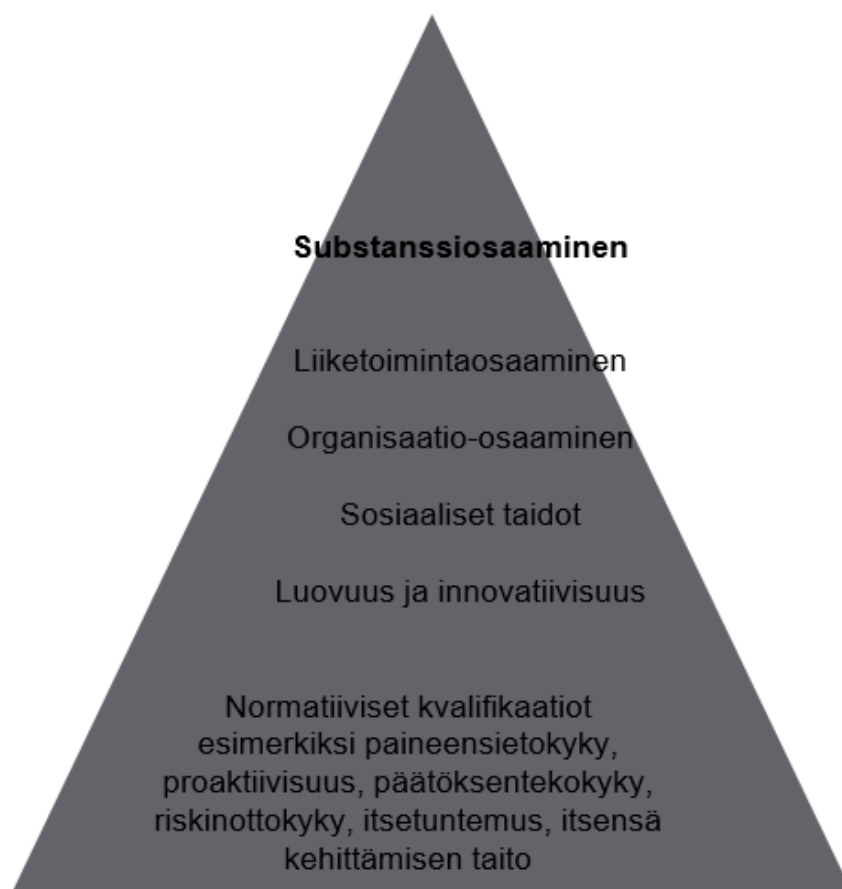 Substanssiosaaminen
Liiketoimintaosaaminen
Organisaatio-osaaminen
Sosiaaliset taidot
Luovuus ja innovatiivisuus
Normatiiviset kvalifikaatiot
esimerkiksi paineensietokyky,
proaktiivisuus, päätöksentekokyky,
riskinottokyky, itsetuntemus, itsensä
kehittämisen taito